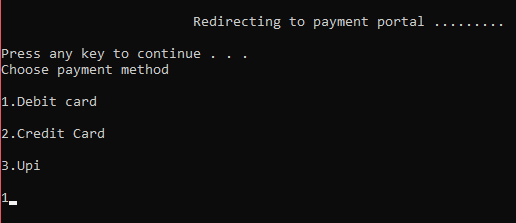 Redirecting to payment portal .........
Press any key to continue . . .
Choose payment method
1.Debit card
2.Credit Card
3.Upi
1